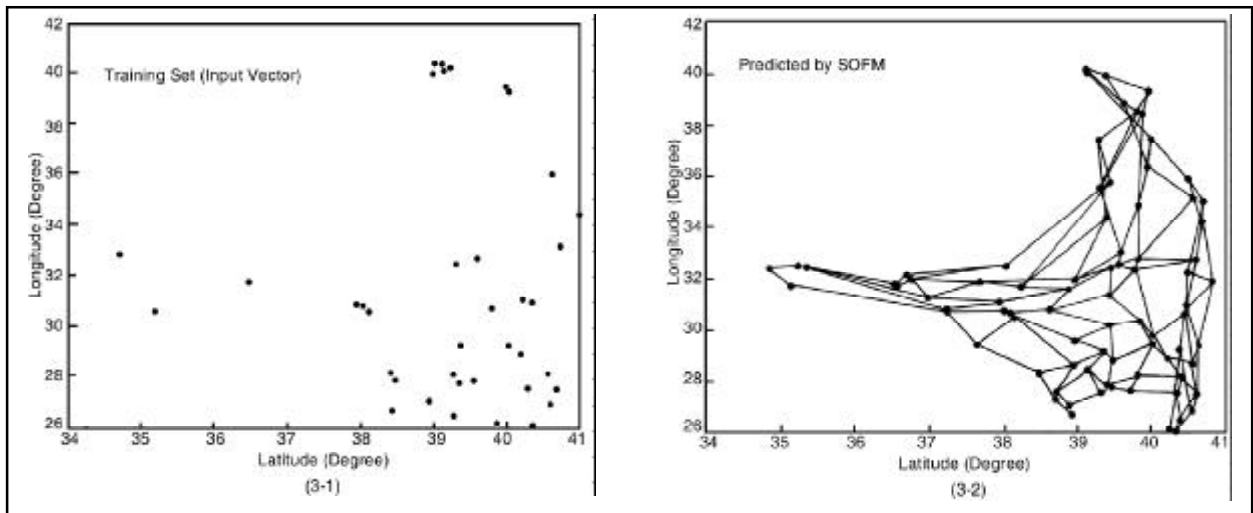 42
40
38
36
34
32
30
28
26
Longitude (Degree)
Training Set (Input Vector)
34 35 36 37 38 39 40 41
Latitude (Degree)
(3-1)
42
40
38
36
34
32
30
28
26
Longitude (Degree)
Predicted by SOFM
34 35 36 37 38 39 40 41
Latitude (Degree)
(3-2)